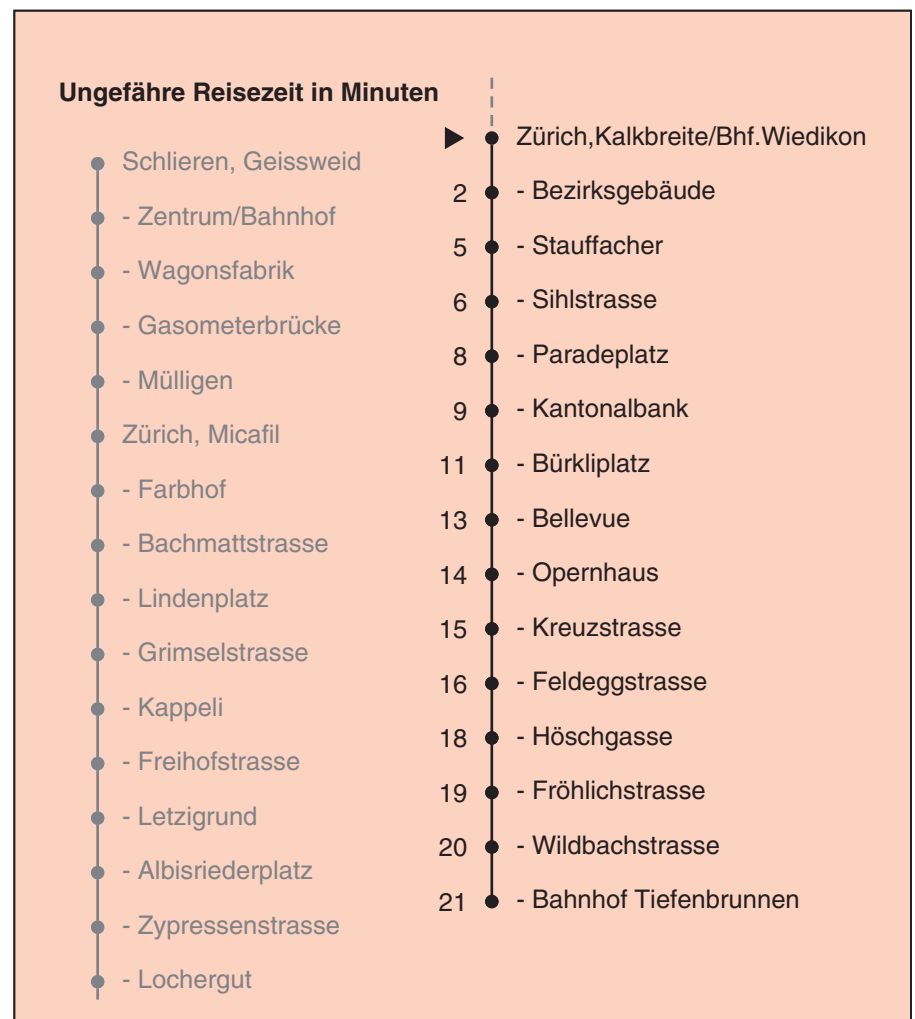 Ungefähre Reisezeit in Minuten
Schlieren, Geissweid
- Zentrum/Bahnhof
- Wagonsfabrik
- Gasometerbrücke
- Mülligen
Zürich, Micafil
- Farbhof
- Bachmattstrasse
- Lindenplatz
- Grimselstrasse
- Kappeli
- Freihofstrasse
- Letzigrund
- Albisriederplatz
- Zypressenstrasse
- Lochergut
Zürich,Kalkbreite/Bhf.Wiedikon
2 - Bezirksgebäude
5 - Stauffacher
6 - Sihlstrasse
8 - Paradeplatz
9 - Kantonalbank
11 - Bürkliplatz
13 - Bellevue
14 - Opernhaus
15 - Kreuzstrasse
16 - Feldeggstrasse
18 - Höschgasse
19 - Fröhlichstrasse
20 - Wildbachstrasse
21 - Bahnhof Tiefenbrunnen